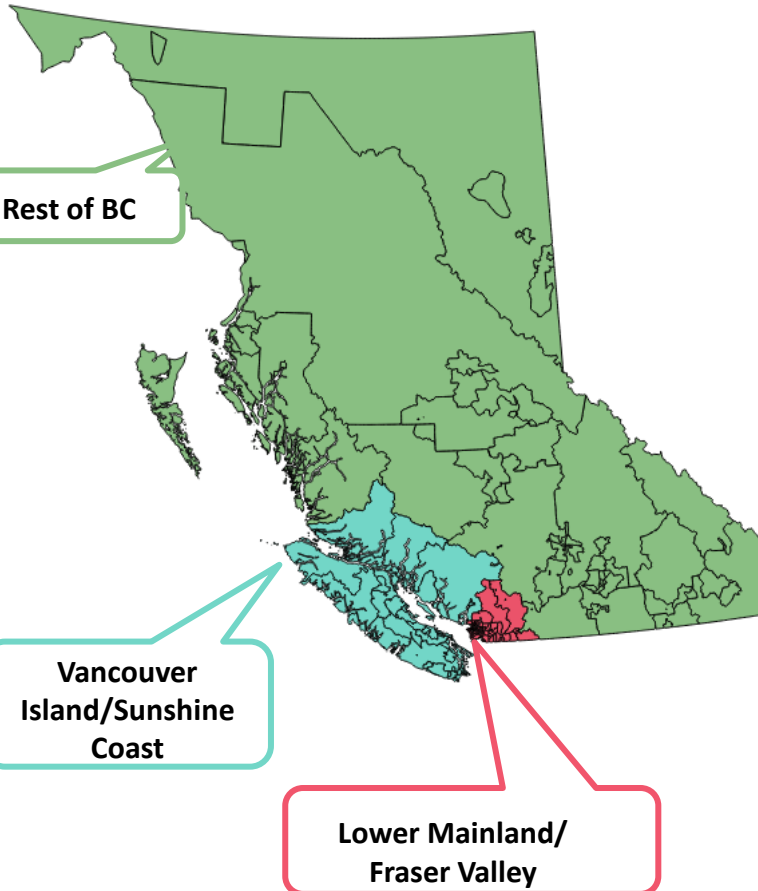 Rest of BC
Vancouver
Island/Sunshine
Coast
Lower Mainland/
Fraser Valley